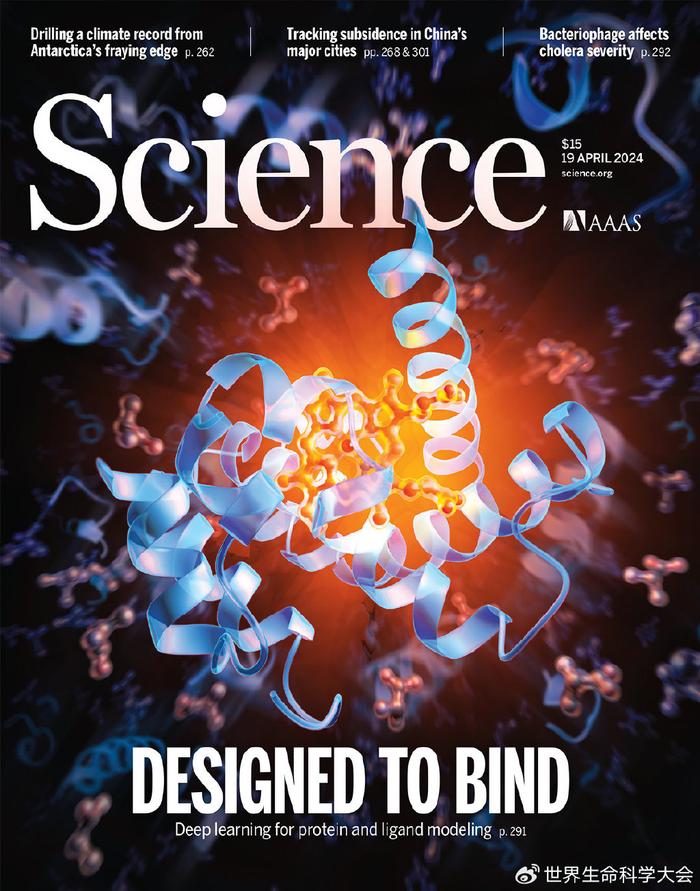 Drilling a climate record from
Antarctica's fraying edge p. 262
Tracking subsidence in China's
major cities pp. 268 & 301
Bacteriophage affects
cholera severity p. 292
Science
$15
19 APRIL 2024
science.org
AAAS
DESIGNED TO BIND
Deep learning for protein and ligand modeling p. 291
世界生命科学大会